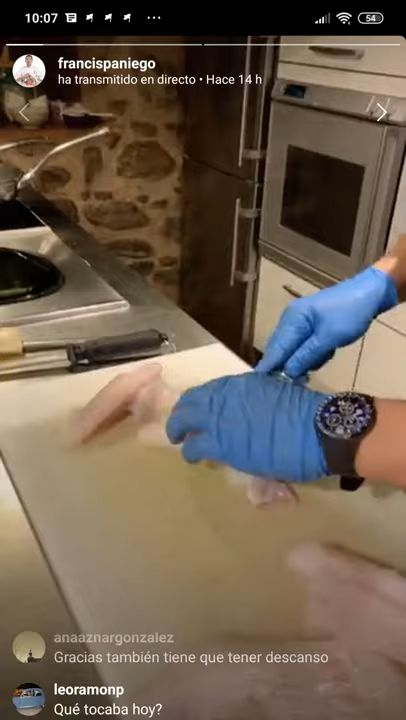 10:07
54
francispaniego
ha transmitido en directo • Hace 14 h
anaaznargonzalez
Gracias también tiene que tener descanso
leoramonp
Qué tocaba hoy?